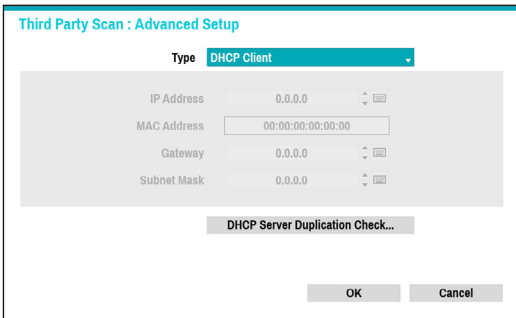 Third Party Scan : Advanced Setup
Type DHCP Client
IP Address 0.0.0.0
MAC Address 00:00:00:00:00:00
Gateway 0.0.0.0
Subnet Mask 0.0.0.0
DHCP Server Duplication Check...
OK Cancel